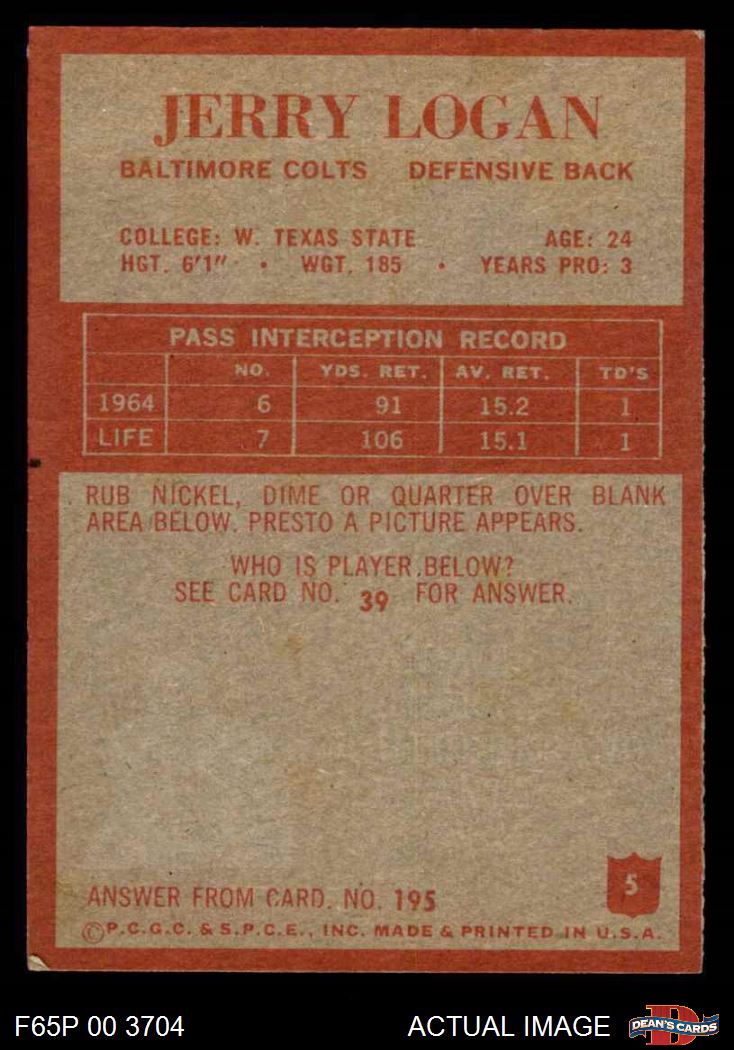 JERRY LOGAN
BALTIMORE COLTS DEFENSIVE BACK
COLLEGE: W. TEXAS STATE AGE: 24
HGT. 6'1" • WGT. 185 • YEARS PRO: 3
PASS INTERCEPTION RECORD
NO. YDS. RET. AV. RET. TD'S
1964 6 91 15.2 1
LIFE 7 106 15.1 1
RUB NICKEL, DIME OR QUARTER OVER BLANK
AREA BELOW. PRESTO A PICTURE APPEARS.
WHO IS PLAYER BELOW?
SEE CARD NO. 39 FOR ANSWER.
5
ANSWER FROM CARD. NO. 195
©P.C.G.C. & S.P.C.E., INC. MADE & PRINTED IN U.S.A.
F65P 00 3704 ACTUAL IMAGE D DEAN'S CARDS